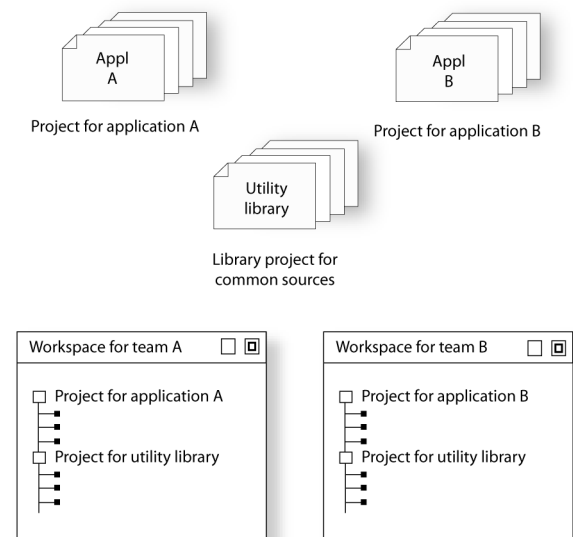 Appl
A
Appl
B
Project for application A
Project for application B
Utility
library
Library project for
common sources
Workspace for team A
Workspace for team B
Project for application A
Project for application B
Project for utility library
Project for utility library